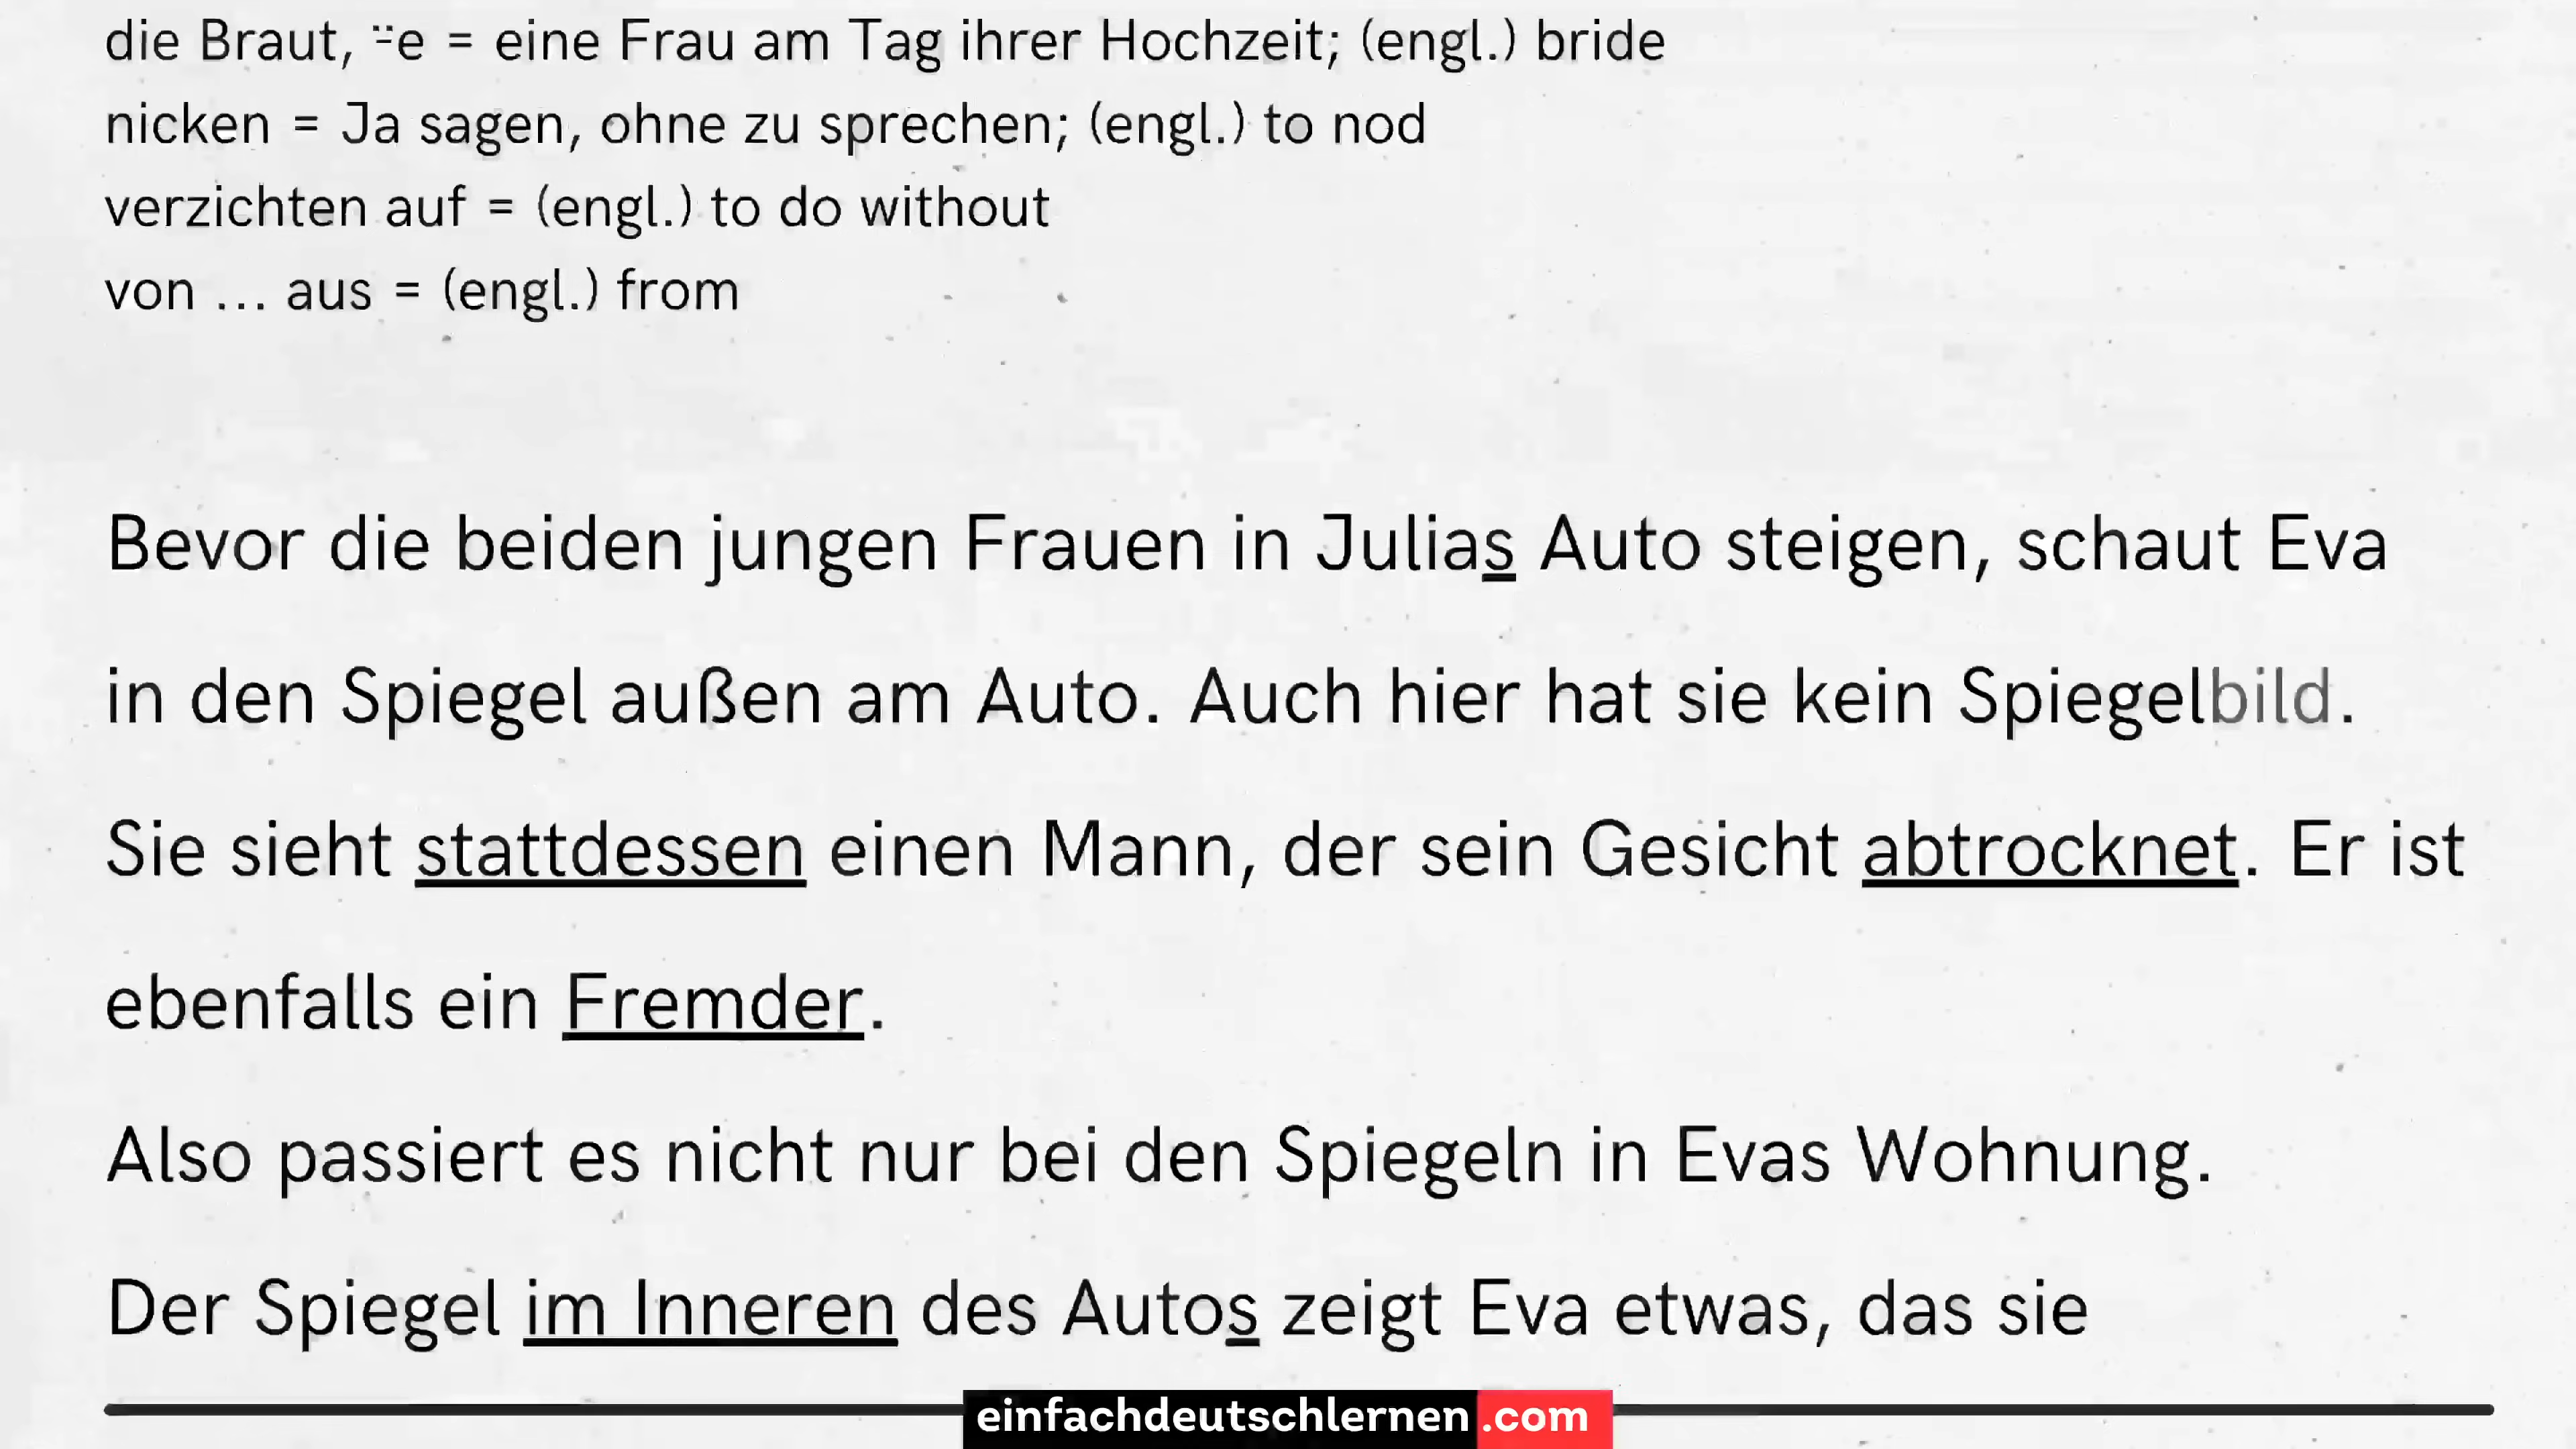 die Braut, ⸚e = eine Frau am Tag ihrer Hochzeit; (engl.) bride
nicken = Ja sagen, ohne zu sprechen; (engl.) to nod
verzichten auf = (engl.) to do without
von ... aus = (engl.) from
Bevor die beiden jungen Frauen in Julias Auto steigen, schaut Eva
in den Spiegel außen am Auto. Auch hier hat sie kein Spiegelbild.
Sie sieht stattdessen einen Mann, der sein Gesicht abtrocknet. Er ist
ebenfalls ein Fremder.
Also passiert es nicht nur bei den Spiegeln in Evas Wohnung.
Der Spiegel im Inneren des Autos zeigt Eva etwas, das sie
einfachdeutschlernen.com